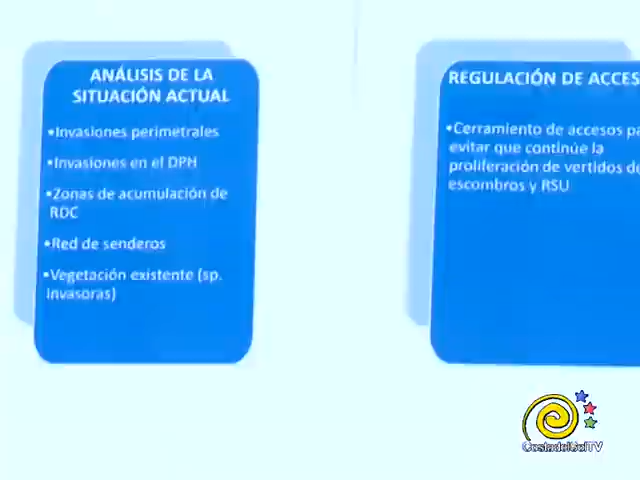 ANÁLISIS DE LA
SITUACIÓN ACTUAL
•Invasiones perimetrales
•Invasiones en el DPH
•Zonas de acumulación de
RDC
•Red de senderos
•Vegetación existente (sp.
Invasoras)
REGULACIÓN DE ACCES
•Cerramiento de accesos pa
evitar que continúe la
proliferación de vertidos de
escombros y RSU
CostadelSolTV